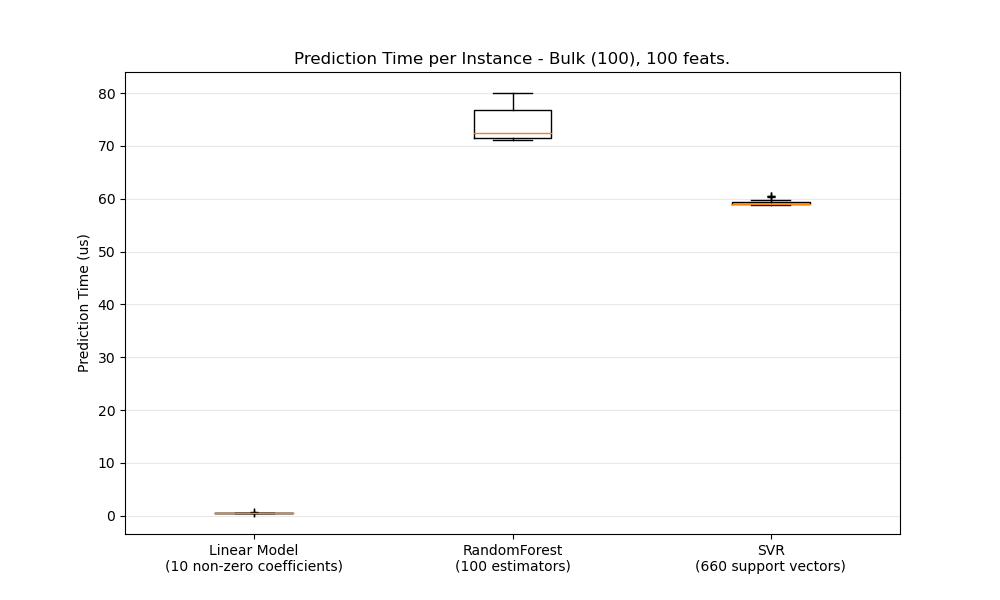 Prediction Time per Instance - Bulk (100), 100 feats.
Prediction Time (us)
80
70
60
50
40
30
20
10
0
Linear Model
(10 non-zero coefficients)
RandomForest
(100 estimators)
SVR
(660 support vectors)